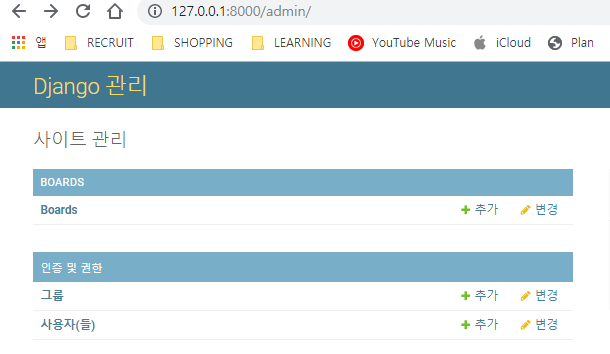 127.0.0.1:8000/admin/
앱 RECRUIT SHOPPING LEARNING YouTube Music iCloud Plan
Django 관리
사이트 관리
BOARDS
Boards 추가 변경
인증 및 권한
그룹 추가 변경
사용자(들) 추가 변경